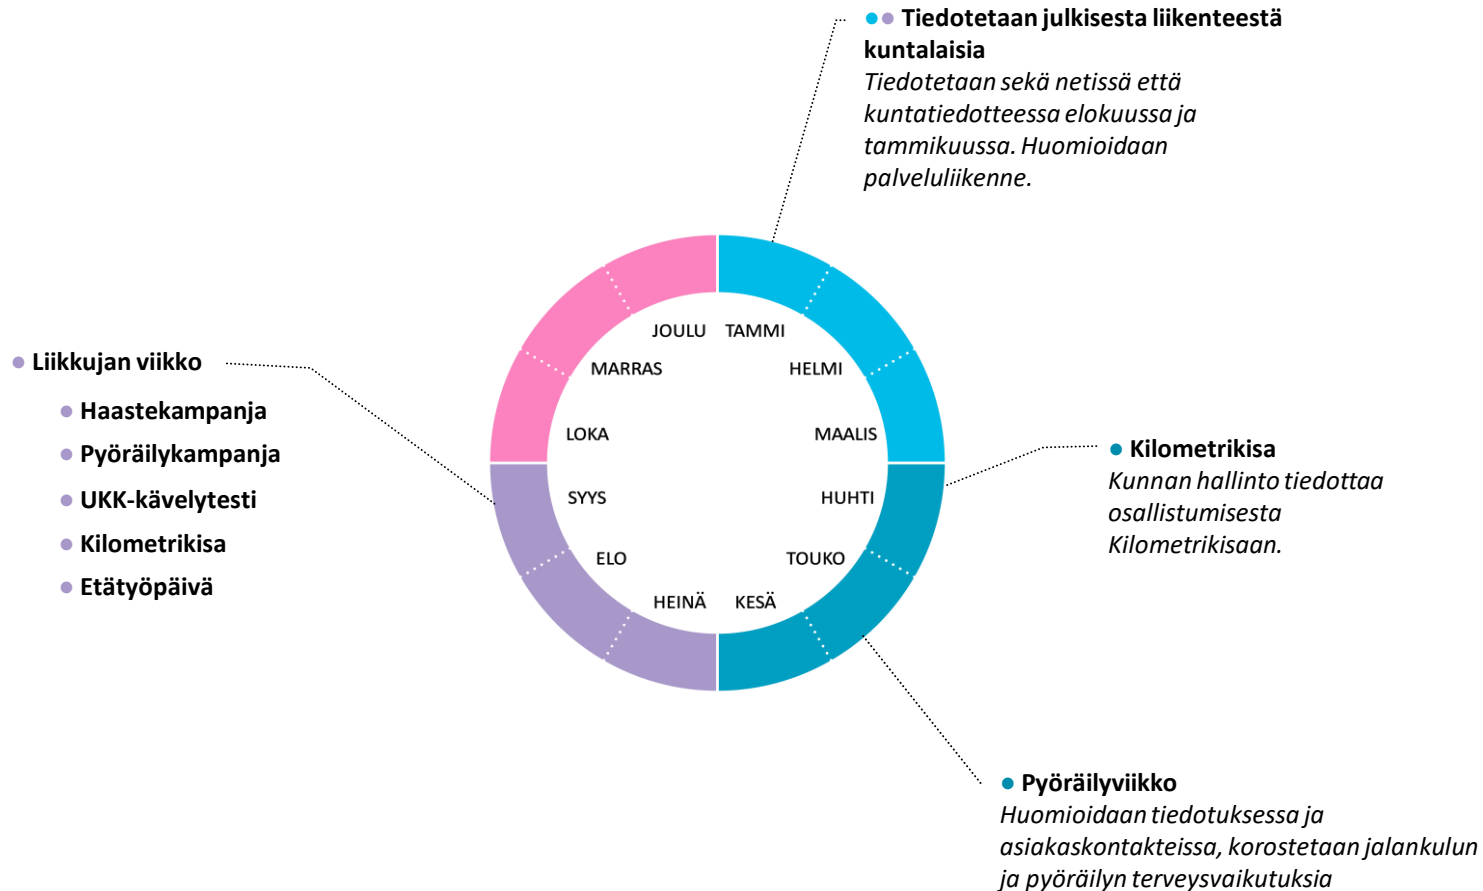 Tiedotetaan julkisesta liikenteestä
kuntalaisia
Tiedotetaan sekä netissä että
kuntatiedotteessa elokuussa ja
tammikuussa. Huomioidaan
palveluliikenne.
JOULU
TAMMI
MARRAS
HELMI
LOKA
MAALIS
SYYS
HUHTI
ELO
TOUKO
HEINÄ
KESÄ
Liikkujan viikko
Haastekampanja
Pyöräilykampanja
UKK-kävelytesti
Kilometrikisa
Etätyöpäivä
Kilometrikisa
Kunnan hallinto tiedottaa
osallistumisesta
Kilometrikisaan.
Pyöräilyviikko
Huomioidaan tiedotuksessa ja
asiakaskontakteissa, korostetaan jalankulun
ja pyöräilyn terveysvaikutuksia